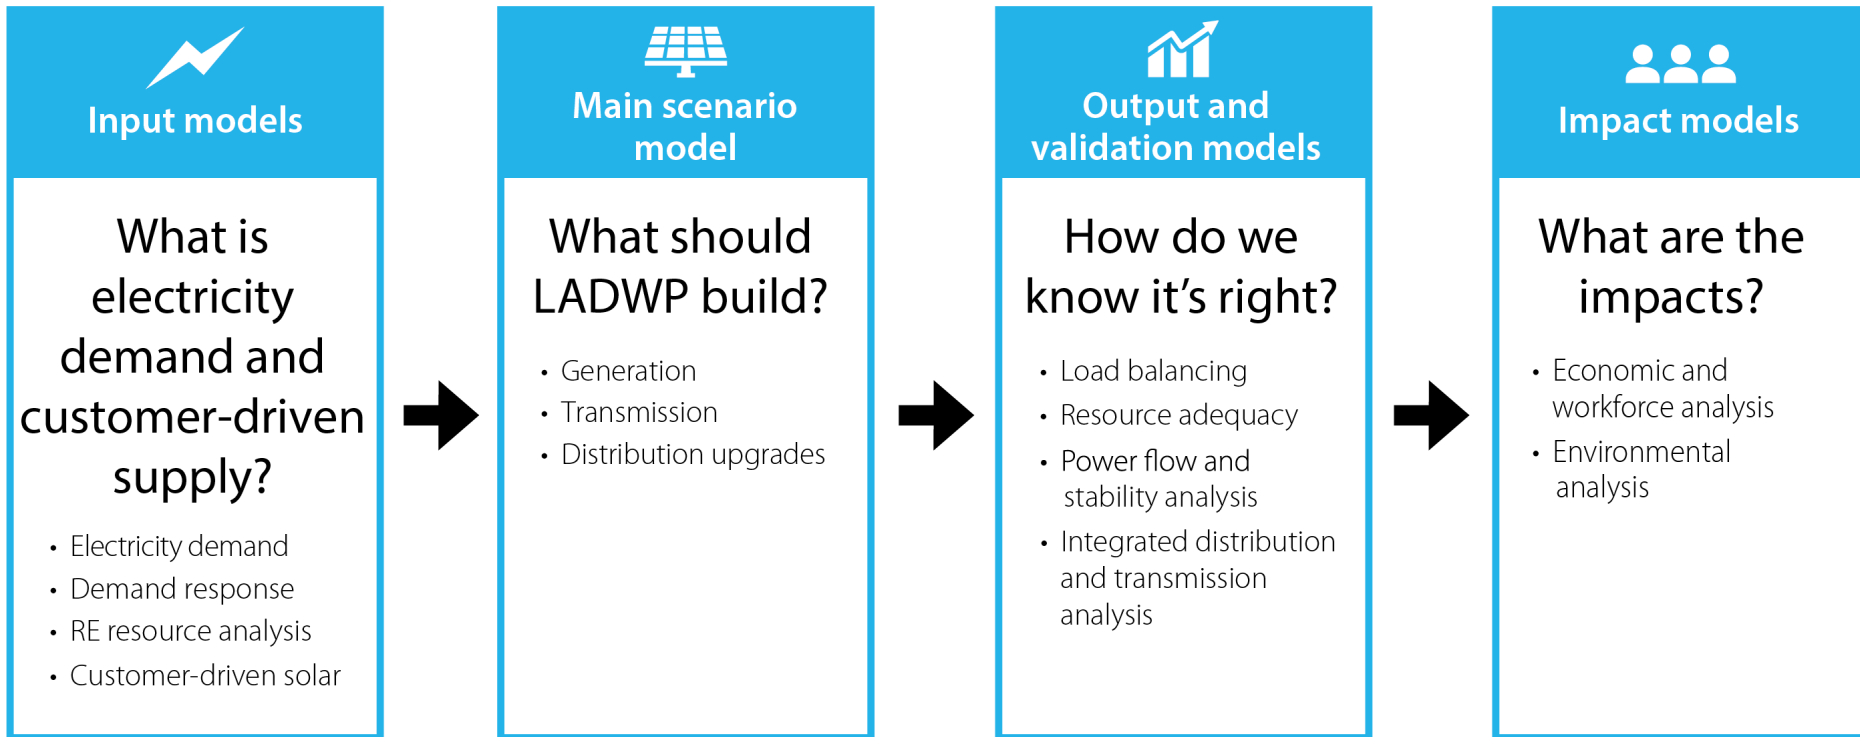 Input models
What is
electricity
demand and
customer-driven
supply?
• Electricity demand
• Demand response
• RE resource analysis
• Customer-driven solar
Main scenario
model
What should
LADWP build?
• Generation
• Transmission
• Distribution upgrades
Output and
validation models
How do we
know it’s right?
• Load balancing
• Resource adequacy
• Power flow and
stability analysis
• Integrated distribution
and transmission
analysis
Impact models
What are the
impacts?
• Economic and
workforce analysis
• Environmental
analysis